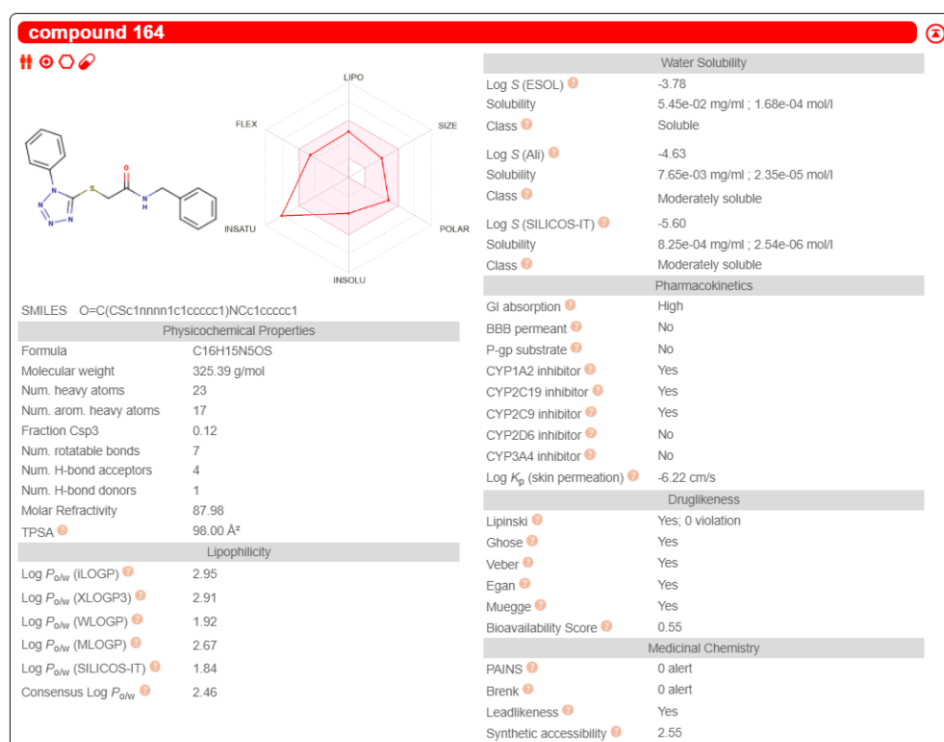 compound 164
LIPO
FLEX
SIZE
INSATU
POLAR
INSOLU
O
N
H
S
N
N
N
N
SMILES O=C(CSc1nnnn1c1ccccc1)NCc1ccccc1
Physicochemical Properties
Formula C16H15N5OS
Molecular weight 325.39 g/mol
Num. heavy atoms 23
Num. arom. heavy atoms 17
Fraction Csp3 0.12
Num. rotatable bonds 7
Num. H-bond acceptors 4
Num. H-bond donors 1
Molar Refractivity 87.98
TPSA ? 98.00 Å²
Lipophilicity
Log Po/w (iLOGP) ? 2.95
Log Po/w (XLOGP3) ? 2.91
Log Po/w (WLOGP) ? 1.92
Log Po/w (MLOGP) ? 2.67
Log Po/w (SILICOS-IT) ? 1.84
Consensus Log Po/w ? 2.46
Water Solubility
Log S (ESOL) ? -3.78
Solubility 5.45e-02 mg/ml ; 1.68e-04 mol/l
Class ? Soluble
Log S (Ali) ? -4.63
Solubility 7.65e-03 mg/ml ; 2.35e-05 mol/l
Class ? Moderately soluble
Log S (SILICOS-IT) ? -5.60
Solubility 8.25e-04 mg/ml ; 2.54e-06 mol/l
Class ? Moderately soluble
Pharmacokinetics
GI absorption ? High
BBB permeant ? No
P-gp substrate ? No
CYP1A2 inhibitor ? Yes
CYP2C19 inhibitor ? Yes
CYP2C9 inhibitor ? Yes
CYP2D6 inhibitor ? No
CYP3A4 inhibitor ? No
Log Kp (skin permeation) ? -6.22 cm/s
Druglikeness
Lipinski ? Yes; 0 violation
Ghose ? Yes
Veber ? Yes
Egan ? Yes
Muegge ? Yes
Bioavailability Score ? 0.55
Medicinal Chemistry
PAINS ? 0 alert
Brenk ? 0 alert
Leadlikeness ? Yes
Synthetic accessibility ? 2.55